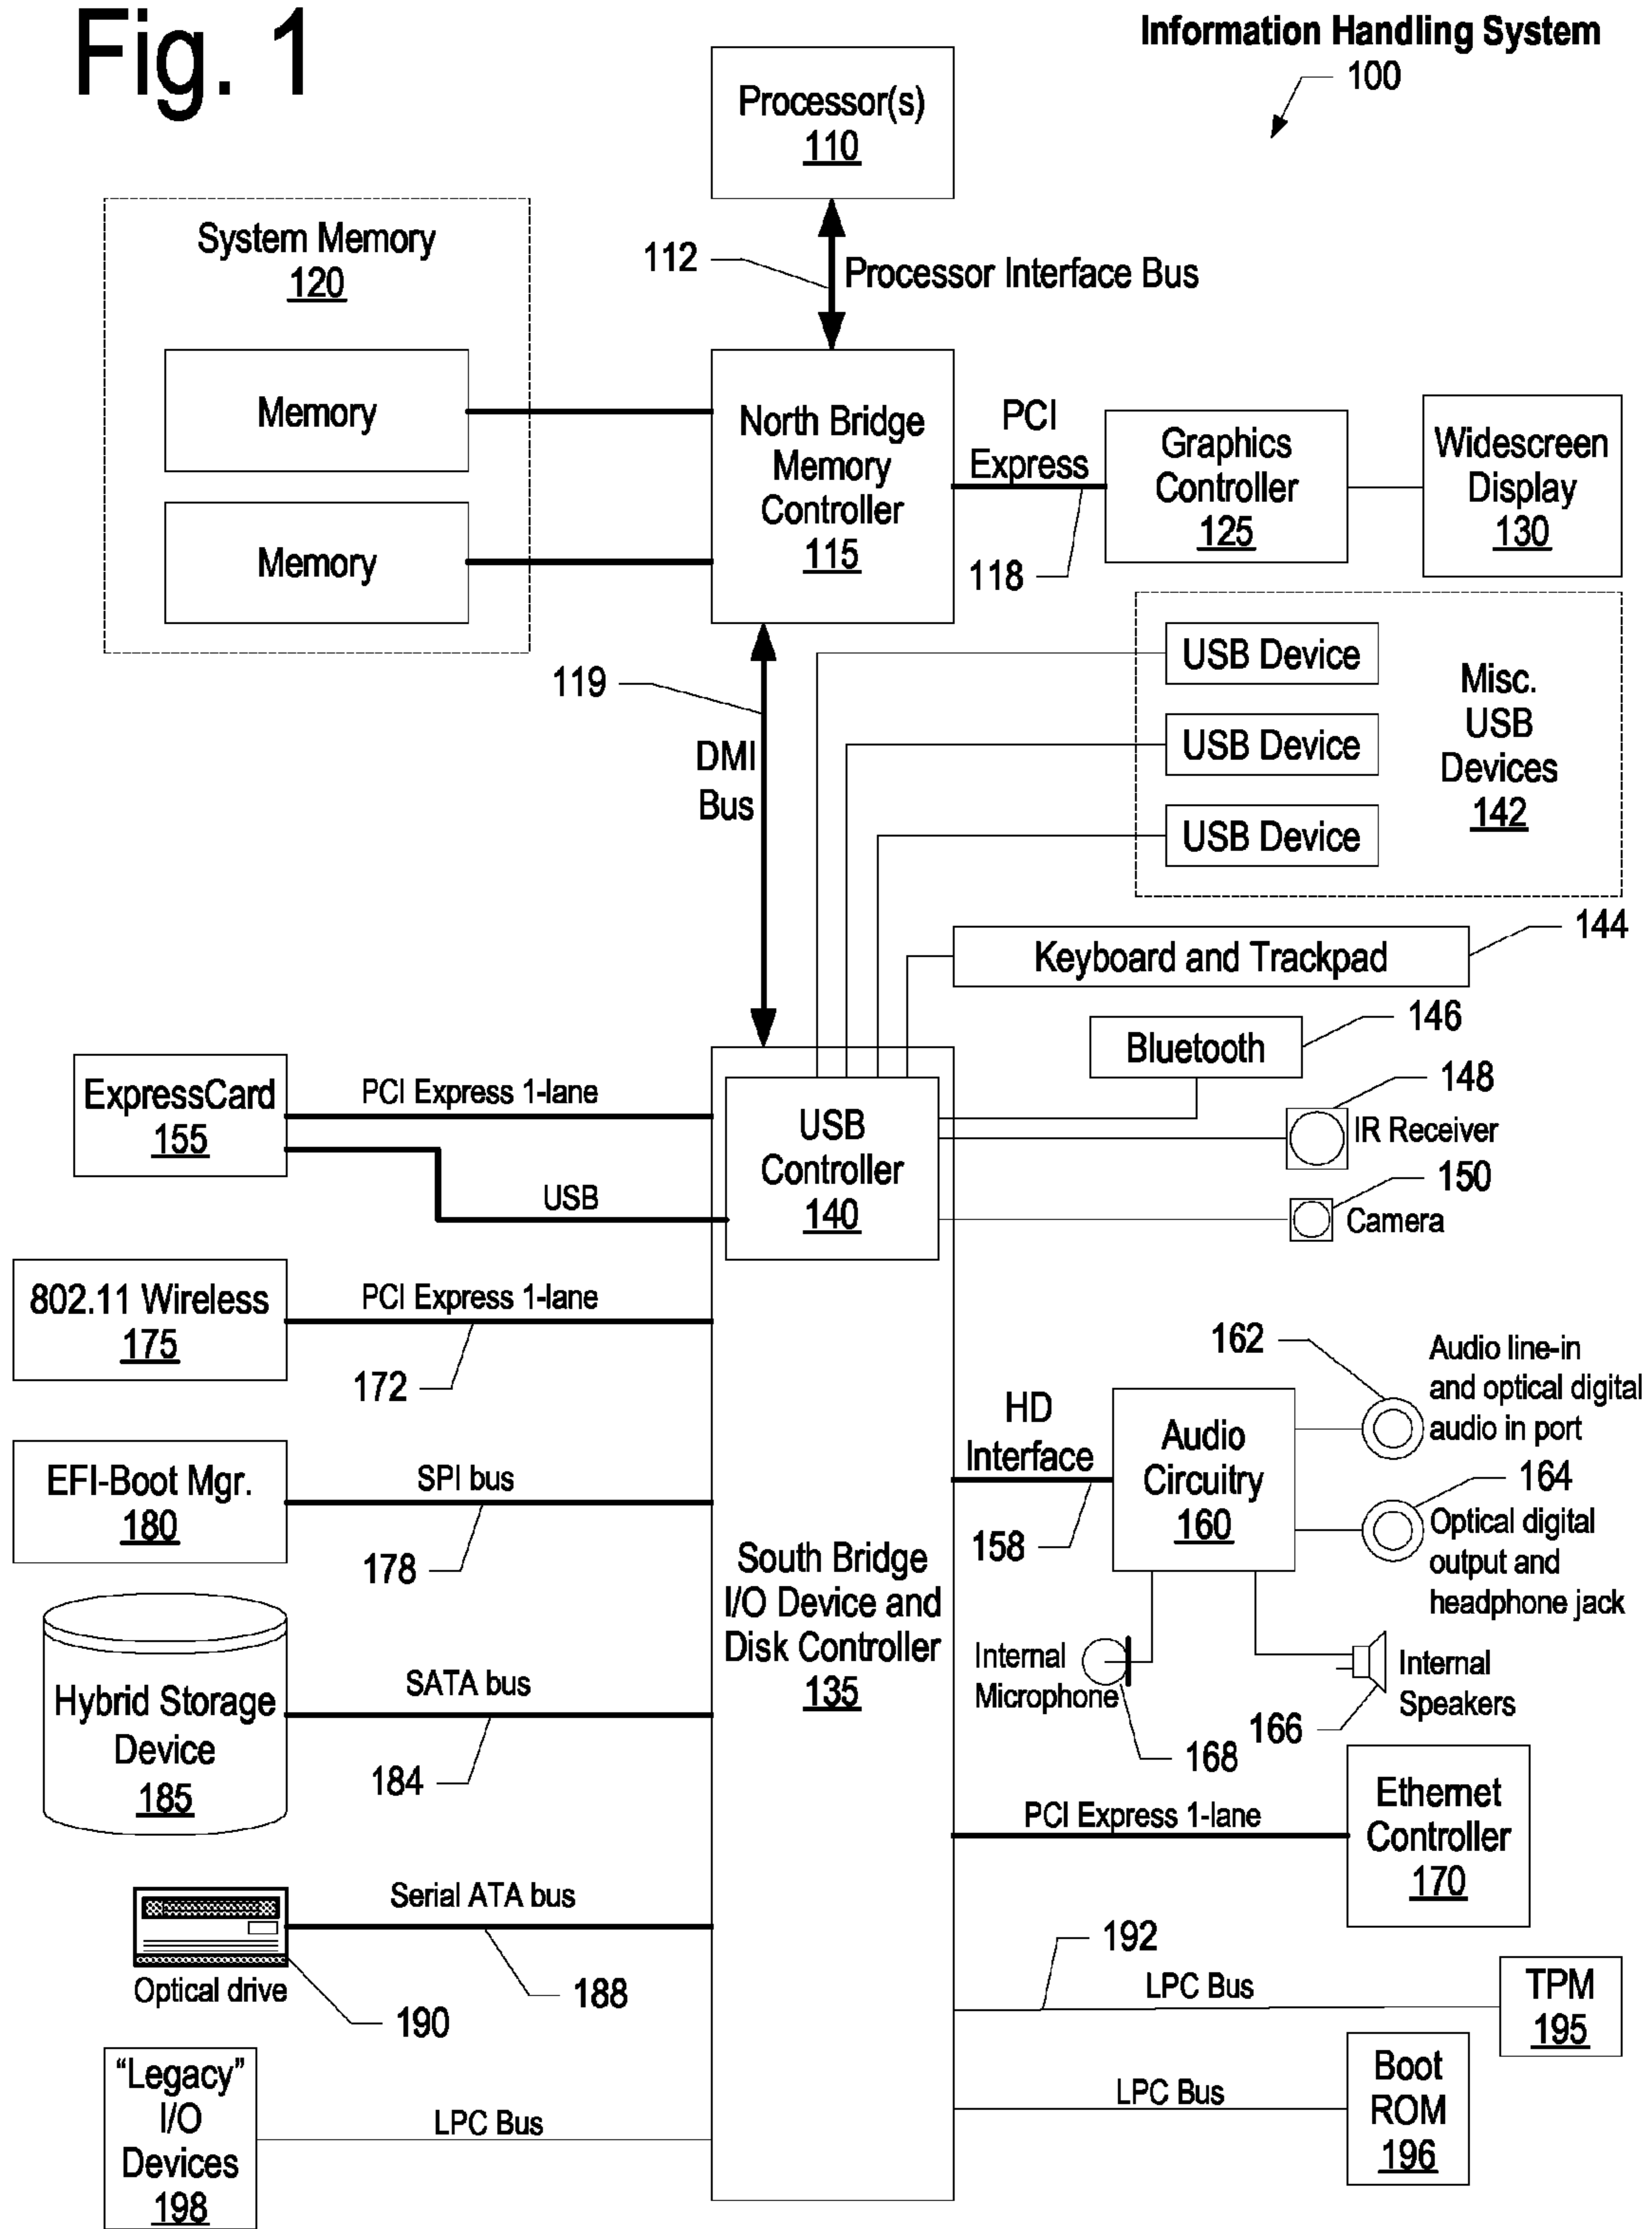 Fig. 1
Information Handling System
100
Processor(s)
110
112
Processor Interface Bus
System Memory
120
Memory
Memory
North Bridge
Memory
Controller
115
PCI
Express
118
Graphics
Controller
125
Widescreen
Display
130
119
DMI
Bus
USB Device
USB Device
USB Device
Misc.
USB
Devices
142
144
Keyboard and Trackpad
146
Bluetooth
148
IR Receiver
150
Camera
ExpressCard
155
PCI Express 1-lane
USB
USB
Controller
140
802.11 Wireless
175
PCI Express 1-lane
172
EFI-Boot Mgr.
180
SPI bus
178
South Bridge
I/O Device and
Disk Controller
135
HD
Interface
158
Audio
Circuitry
160
162
Audio line-in
and optical digital
audio in port
164
Optical digital
output and
headphone jack
Internal
Microphone
168
166
Internal
Speakers
Hybrid Storage
Device
185
SATA bus
184
PCI Express 1-lane
Ethernet
Controller
170
Serial ATA bus
188
Optical drive
190
192
LPC Bus
TPM
195
"Legacy"
I/O
Devices
198
LPC Bus
LPC Bus
Boot
ROM
196